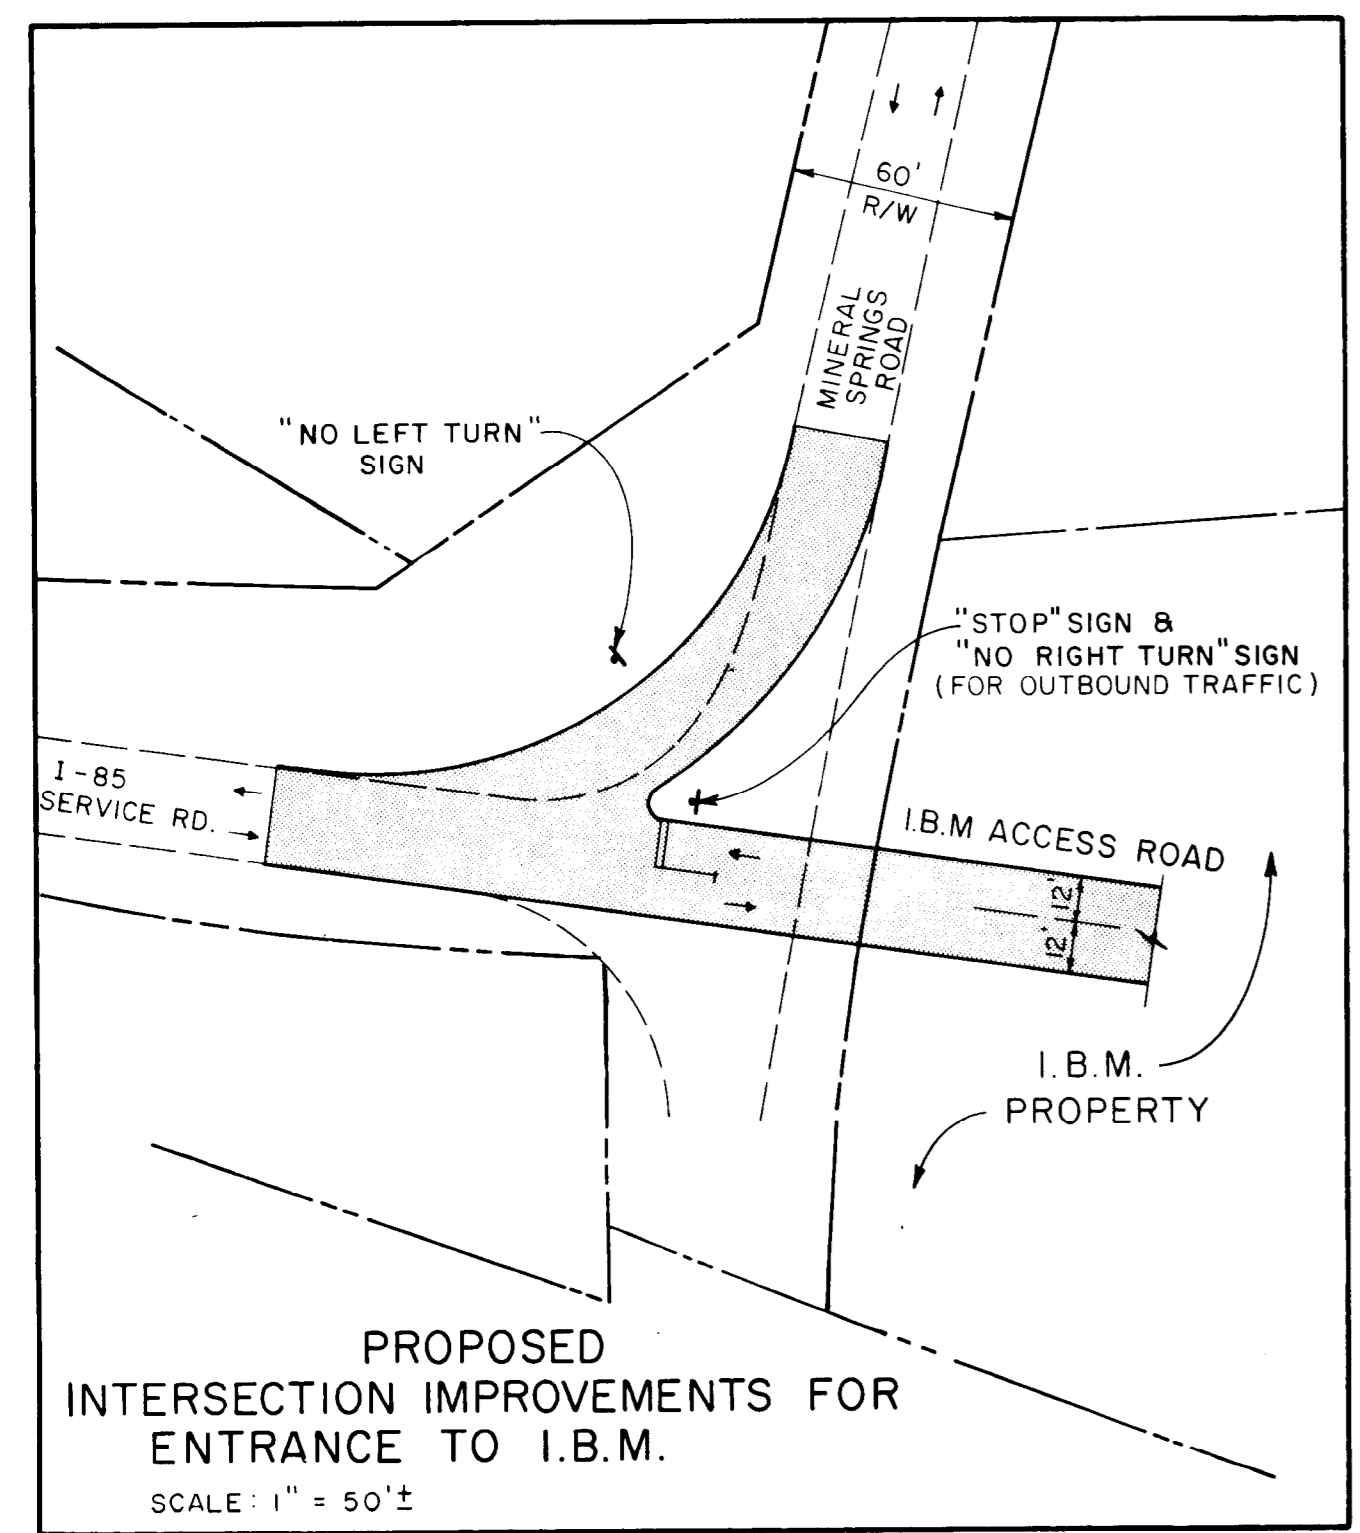 60'
R/W
MINERAL
SPRINGS
ROAD
"NO LEFT TURN"
SIGN
"STOP" SIGN &
"NO RIGHT TURN" SIGN
(FOR OUTBOUND TRAFFIC)
I-85
SERVICE RD.
I.B.M ACCESS ROAD
12'
12'
I.B.M.
PROPERTY
PROPOSED
INTERSECTION IMPROVEMENTS FOR
ENTRANCE TO I.B.M.
SCALE: 1" = 50'±